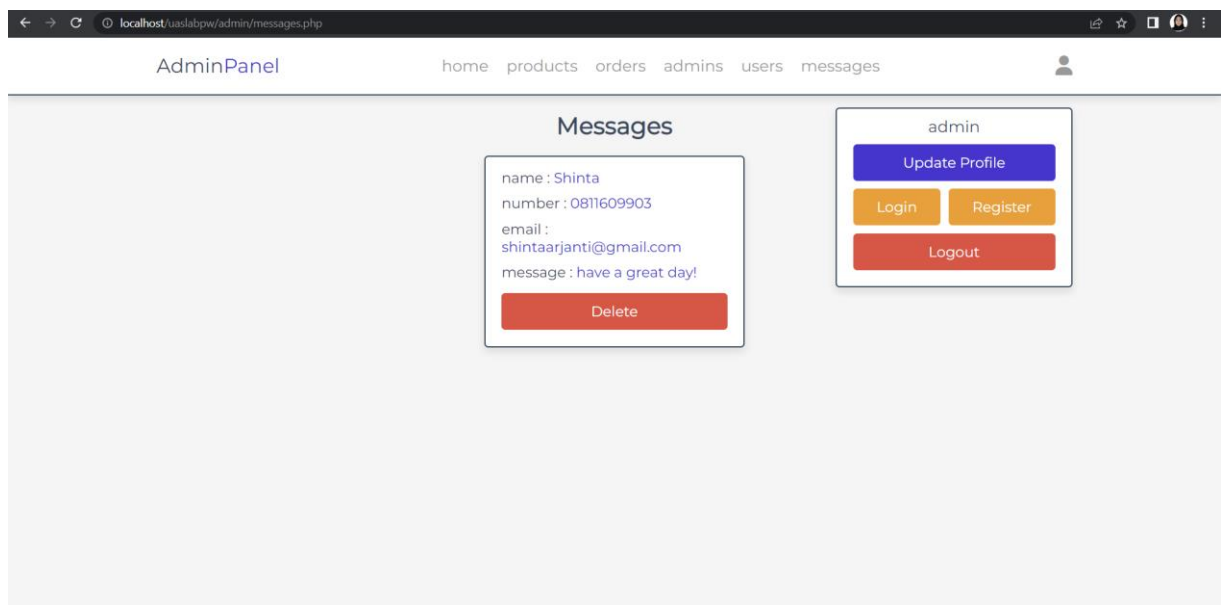 localhost/uaslabpw/admin/messages.php
AdminPanel
home products orders admins users messages
Messages
name : Shinta
number : 0811609903
email :
shintaarjanti@gmail.com
message : have a great day!
Delete
admin
Update Profile
Login Register
Logout